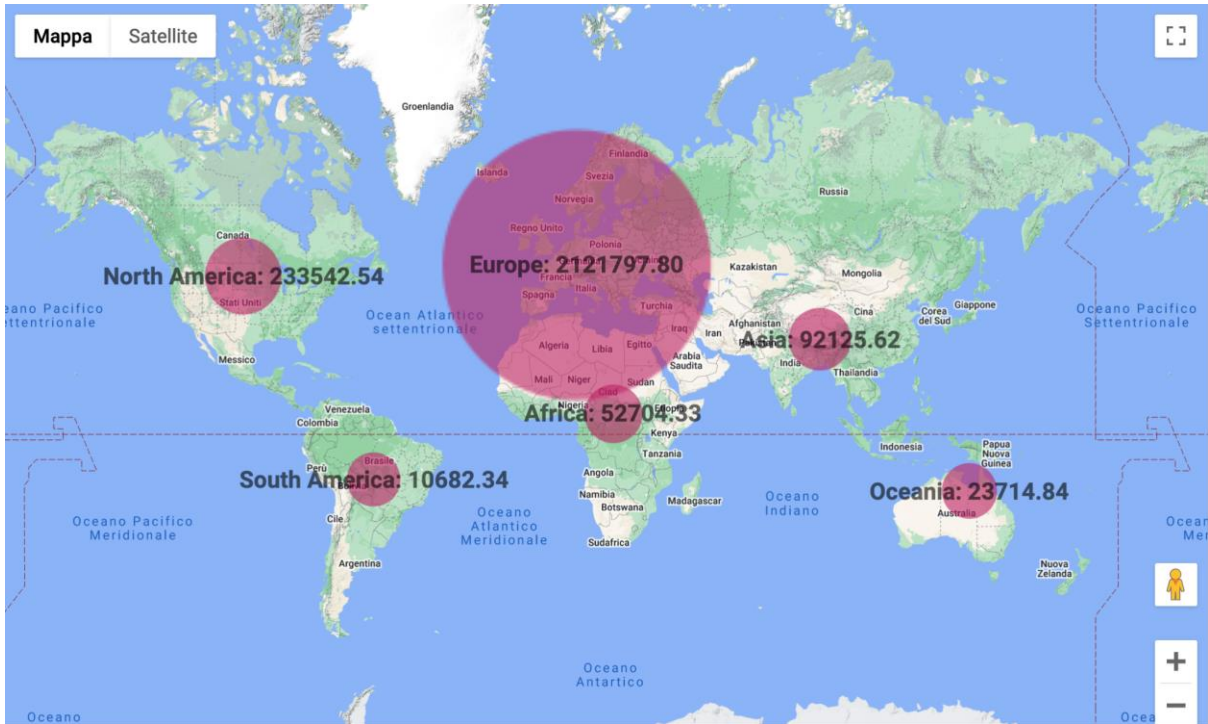 Mappa
Satellite
Groenlandia
Finlandia
Islanda
Svezia
Russia
Norvegia
Canada
Regno Unito
Polonia
North America: 233542.54
Europe: 2121797.80
Kazakistan
Mongolia
Francia
Italia
Stati Uniti
Spagna
Turchia
Giappone
Cina
Corea
del Sud
eano Pacifico
ettentrionale
Ocean Atlantico
settentrionale
Oceano Pacifico
Settentrionale
Iraq
Iran
Afghanistan
Asia: 92125.62
Algeria
Libia
Egitto
Messico
Arabia
Saudita
India
Thailandia
Mali
Niger
Ciad
Sudan
Nigeria
Africa: 52704.33
Venezuela
Colombia
Kenya
Indonesia
Papua
Nuova
Guinea
Tanzania
Perù
Brasile
South America: 10682.34
Angola
Oceania: 23714.84
Namibia
Botswana
Madagascar
Oceano
Indiano
Australia
Oceano Pacifico
Meridionale
Cile
Oceano
Atlantico
Meridionale
Sudafrica
Ocean
Mer
Argentina
Nuova
Zelanda
Oceano
Antartico
Oceano
Ocea